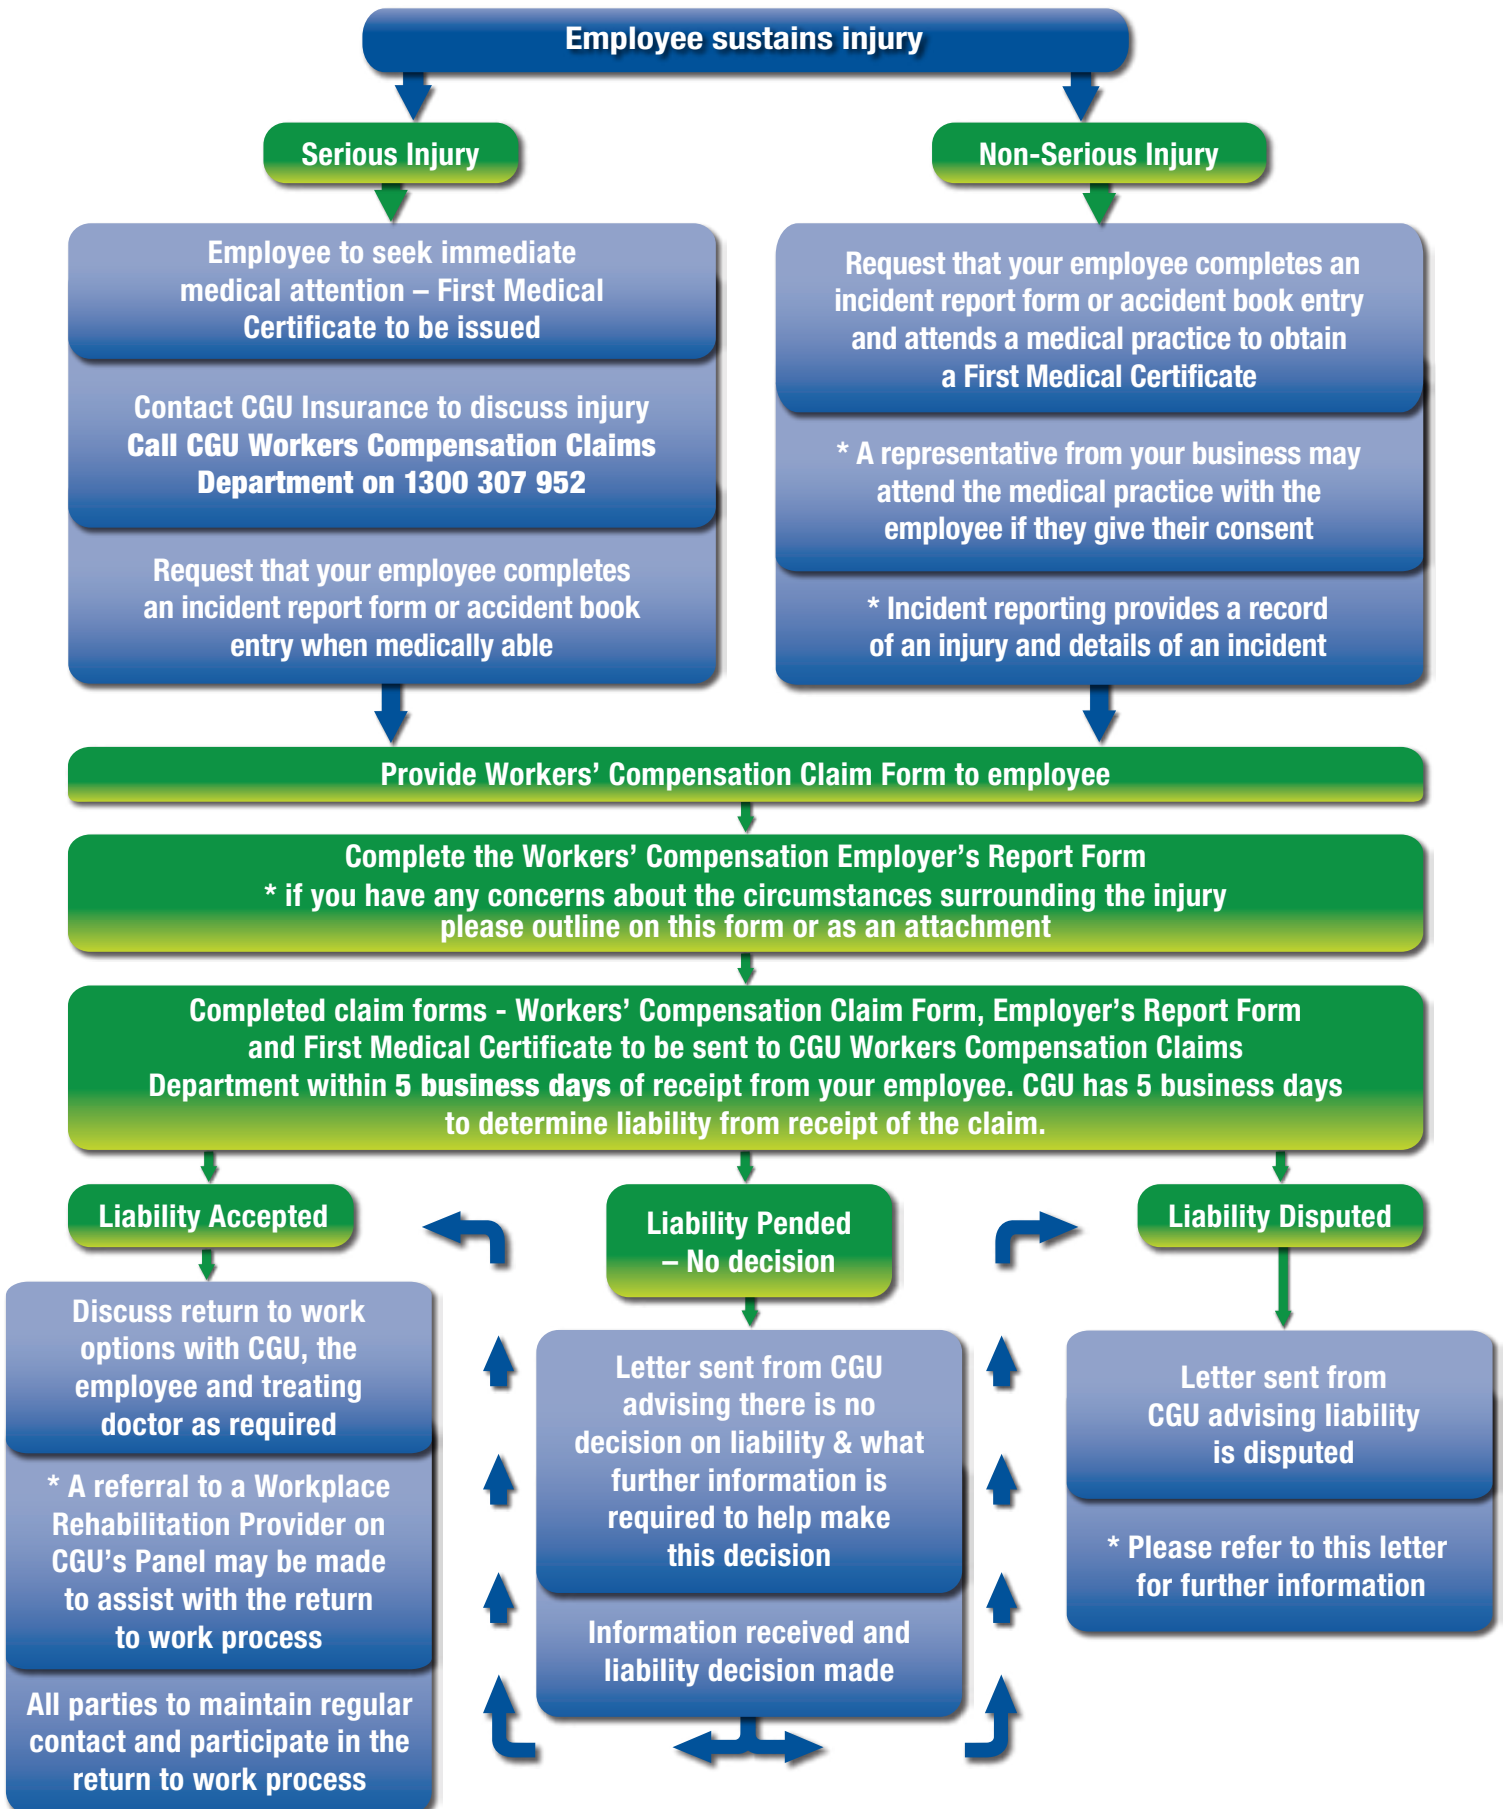 Employee sustains injury
Serious Injury
Non-Serious Injury
Employee to seek immediate
medical attention – First Medical
Certificate to be issued
Contact CGU Insurance to discuss injury
Call CGU Workers Compensation Claims
Department on 1300 307 952
Request that your employee completes
an incident report form or accident book
entry when medically able
Request that your employee completes an
incident report form or accident book entry
and attends a medical practice to obtain
a First Medical Certificate
* A representative from your business may
attend the medical practice with the
employee if they give their consent
* Incident reporting provides a record
of an injury and details of an incident
Provide Workers’ Compensation Claim Form to employee
Complete the Workers’ Compensation Employer’s Report Form
* if you have any concerns about the circumstances surrounding the injury
please outline on this form or as an attachment
Completed claim forms - Workers’ Compensation Claim Form, Employer’s Report Form
and First Medical Certificate to be sent to CGU Workers Compensation Claims
Department within 5 business days of receipt from your employee. CGU has 5 business days
to determine liability from receipt of the claim.
Liability Accepted
Discuss return to work
options with CGU, the
employee and treating
doctor as required
* A referral to a Workplace
Rehabilitation Provider on
CGU’s Panel may be made
to assist with the return
to work process
All parties to maintain regular
contact and participate in the
return to work process
Liability Pended
– No decision
Letter sent from CGU
advising there is no
decision on liability & what
further information is
required to help make
this decision
Information received and
liability decision made
Liability Disputed
Letter sent from
CGU advising liability
is disputed
* Please refer to this letter
for further information